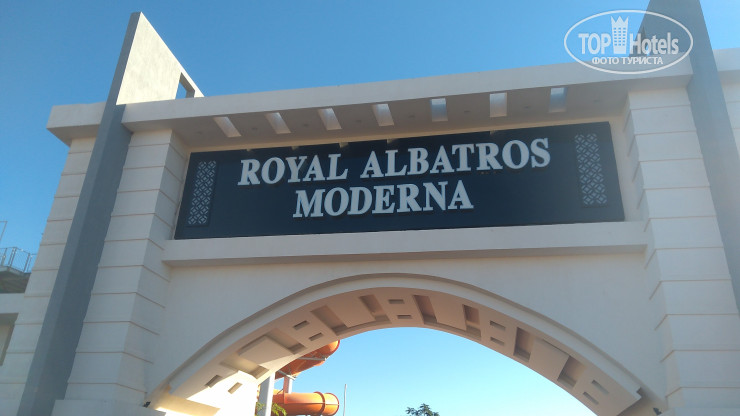 TOP Hotels
ФОТО ТУРИСТА
ROYAL ALBATROS
MODERNA